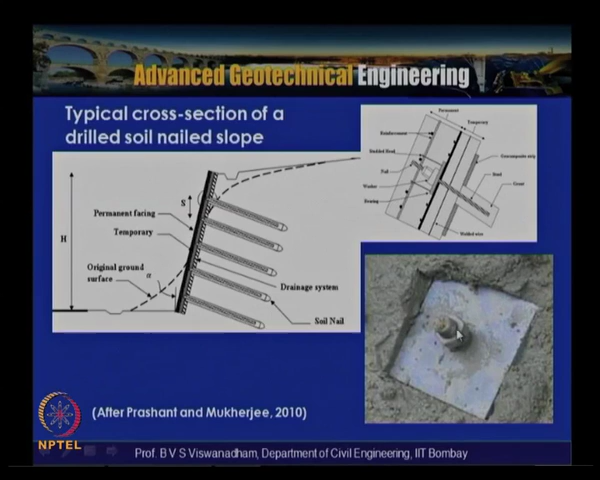 Advanced Geotechnical Engineering
Typical cross-section of a
drilled soil nailed slope
Permanent
Temporary
Reinforcement
Nut
Washer
Bearing
Geocomposite strip
Steel
Grout
Welded wire
S
H
Permanent facing
Temporary
Original ground
surface
α
Drainage system
Soil Nail
(After Prashant and Mukherjee, 2010)
NPTEL
Prof. B V S Viswanadham, Department of Civil Engineering, IIT Bombay